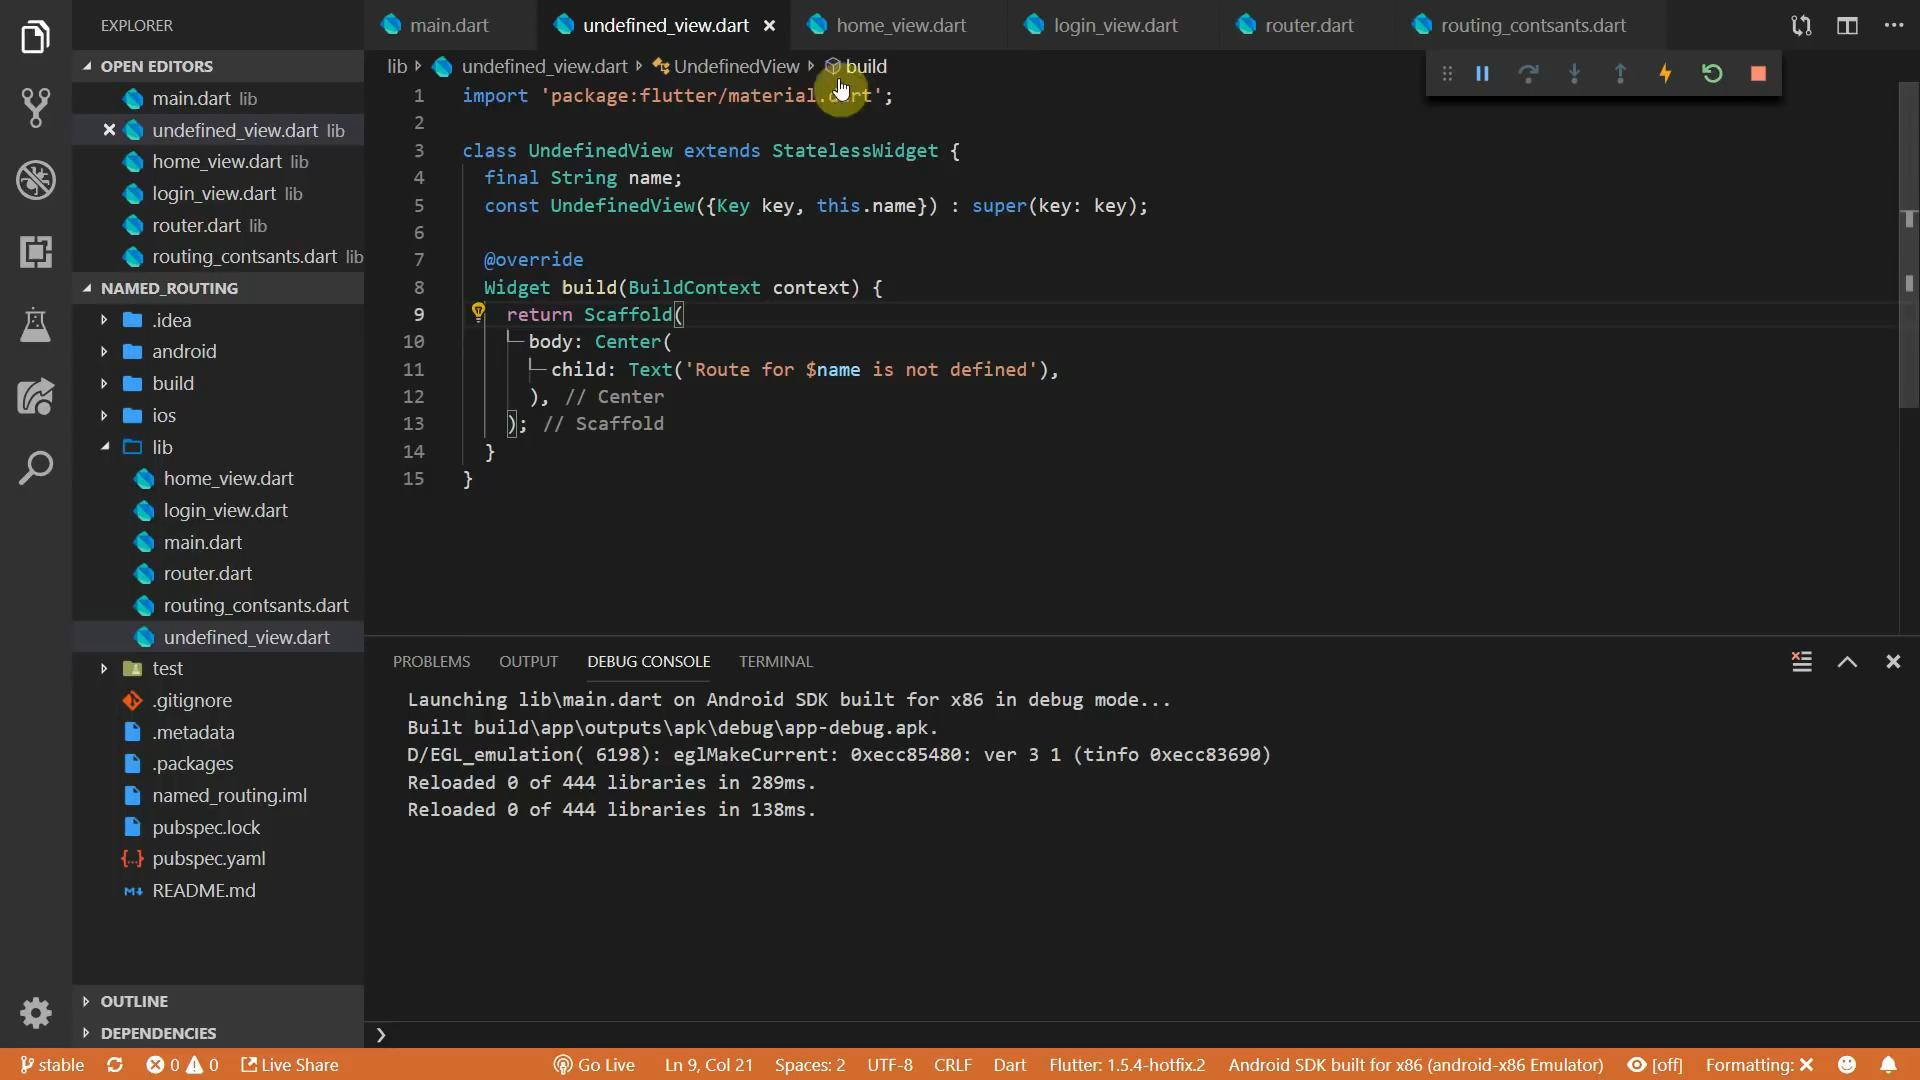 EXPLORER
OPEN EDITORS
main.dart lib
undefined_view.dart lib
home_view.dart lib
login_view.dart lib
router.dart lib
routing_contsants.dart lib
NAMED_ROUTING
.idea
android
build
ios
lib
home_view.dart
login_view.dart
main.dart
router.dart
routing_contsants.dart
undefined_view.dart
test
.gitignore
.metadata
.packages
named_routing.iml
pubspec.lock
pubspec.yaml
README.md
OUTLINE
DEPENDENCIES
main.dart undefined_view.dart home_view.dart login_view.dart router.dart routing_contsants.dart
lib undefined_view.dart UndefinedView build
1 import 'package:flutter/material.dart';
2
3 class UndefinedView extends StatelessWidget {
4 final String name;
5 const UndefinedView({Key key, this.name}) : super(key: key);
6
7 @override
8 Widget build(BuildContext context) {
9 return Scaffold(
10 body: Center(
11 child: Text('Route for $name is not defined'),
12 ), // Center
13 ); // Scaffold
14 }
15 }
PROBLEMS OUTPUT DEBUG CONSOLE TERMINAL
Launching lib\main.dart on Android SDK built for x86 in debug mode...
Built build\app\outputs\apk\debug\app-debug.apk.
D/EGL_emulation( 6198): eglMakeCurrent: 0xecc85480: ver 3 1 (tinfo 0xecc83690)
Reloaded 0 of 444 libraries in 289ms.
Reloaded 0 of 444 libraries in 138ms.
stable 0 0 Live Share Go Live Ln 9, Col 21 Spaces: 2 UTF-8 CRLF Dart Flutter: 1.5.4-hotfix.2 Android SDK built for x86 (android-x86 Emulator) [off] Formatting: ✕